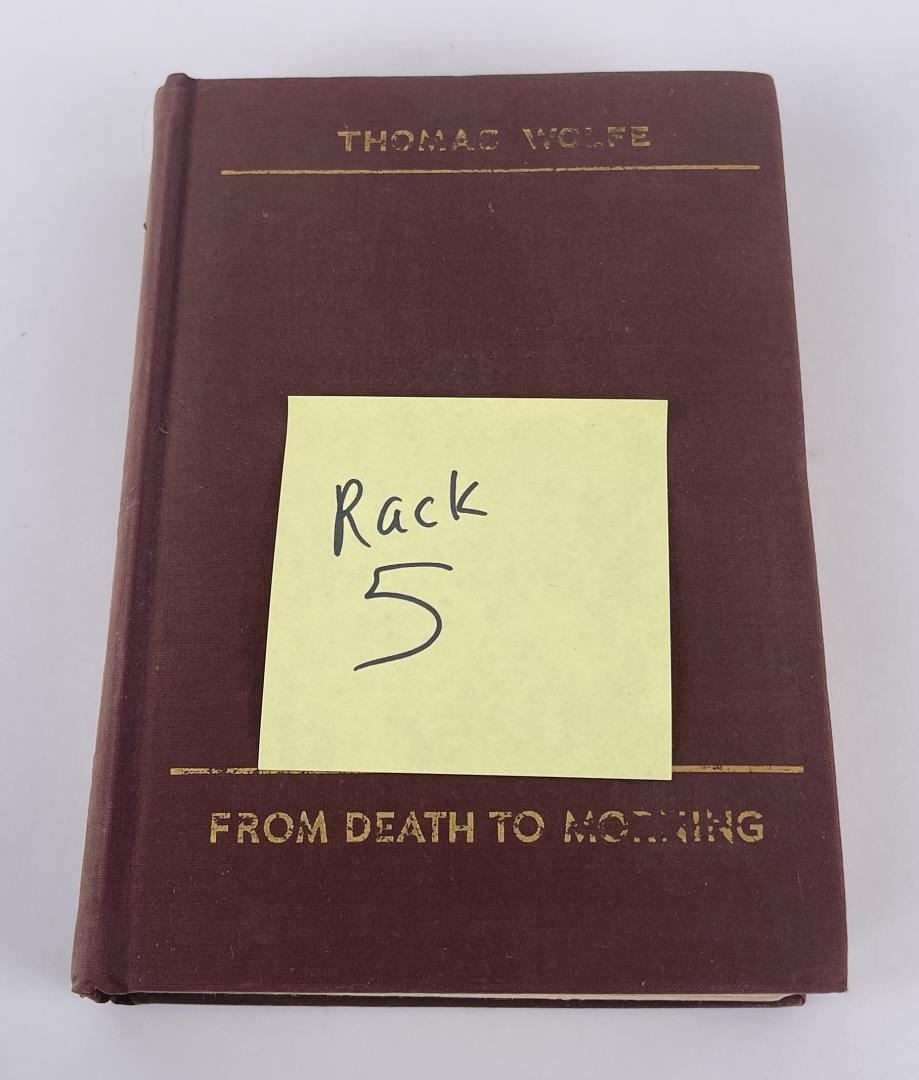 THOMAS WOLFE
Rack
5
FROM DEATH TO MORNING